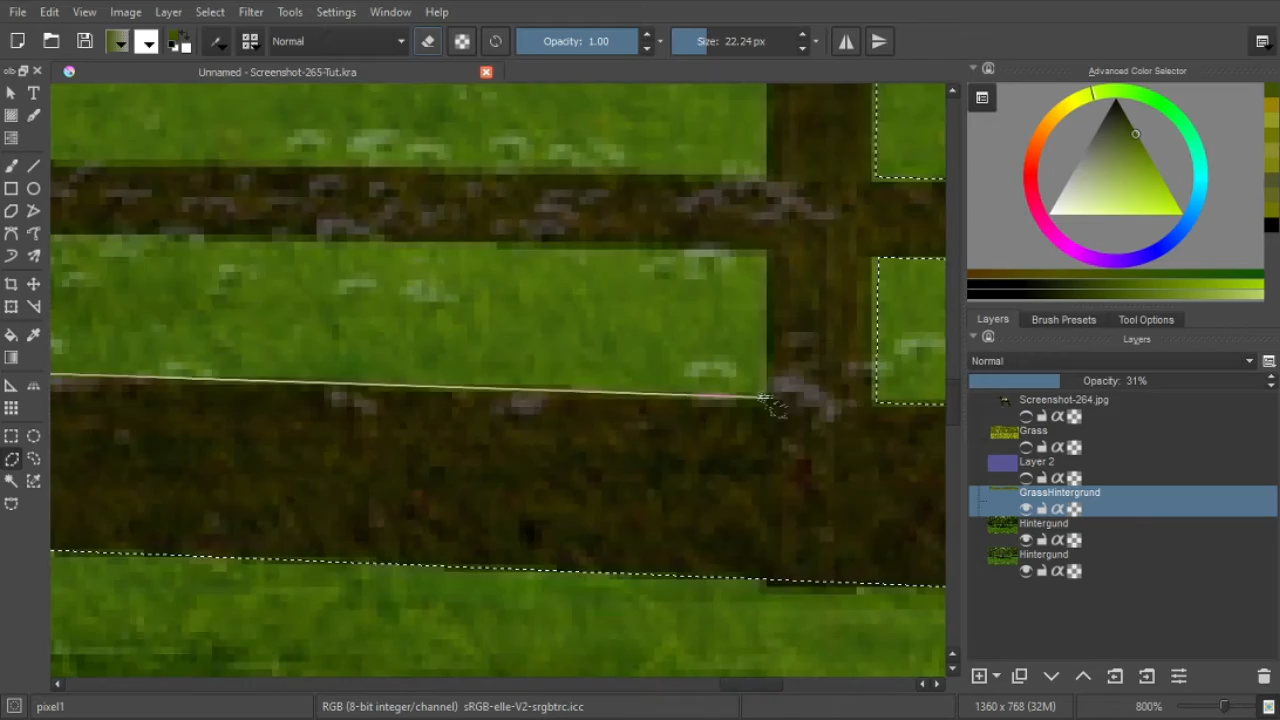 File Edit View Image Layer Select Filter Tools Settings Window Help
Normal Opacity: 1.00 Size: 22.24 px
Unnamed - Screenshot-265-Tut.kra
Advanced Color Selector
Layers Brush Presets Tool Options
Layers
Normal
Opacity: 31%
Screenshot-264.jpg
Grass
Layer 2
GrassHintergrund
Hintergund
Hintergund
pixel1 RGB (8-bit integer/channel) sRGB-elle-V2-srgbtrc.icc 1360 x 768 (32M) 800%